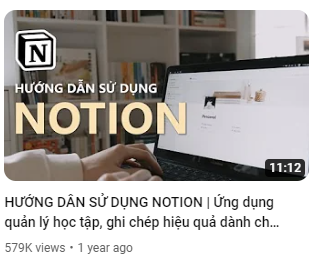 N
HƯỚNG DẪN SỬ DỤNG
NOTION
11:12
HƯỚNG DẪN SỬ DỤNG NOTION | Ứng dụng
quản lý học tập, ghi chép hiệu quả dành ch...
579K views • 1 year ago